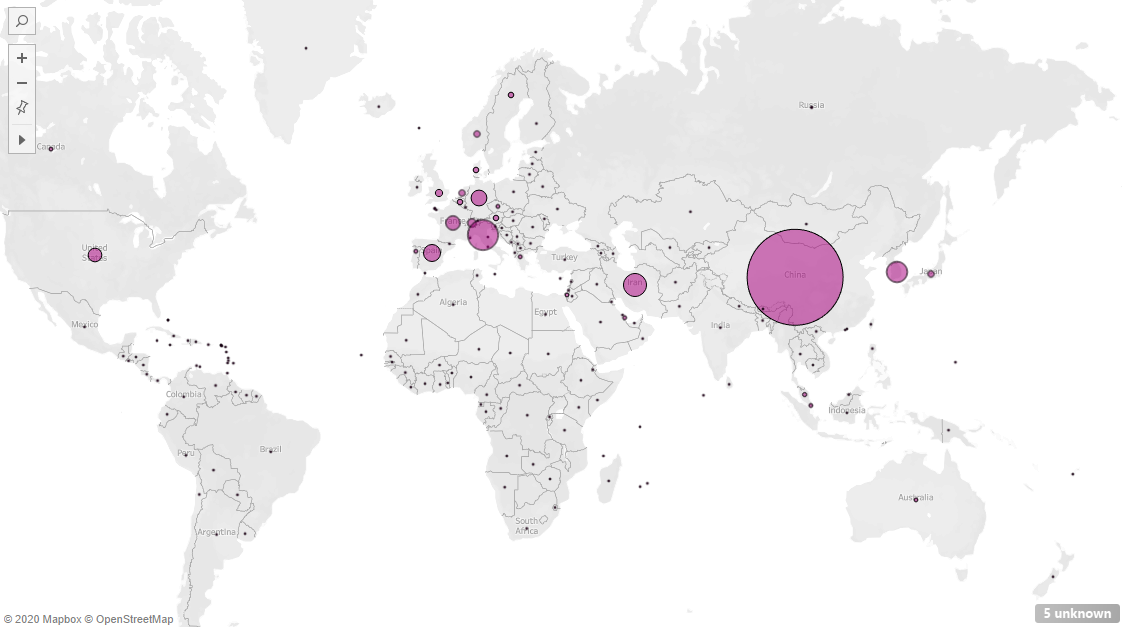 Russia
Canada
France
United
States
Spain
Turkey
Iran
China
Japan
Algeria
Egypt
Mexico
India
Colombia
Indonesia
Brazil
Peru
Australia
South
Africa
Argentina
© 2020 Mapbox © OpenStreetMap
5 unknown